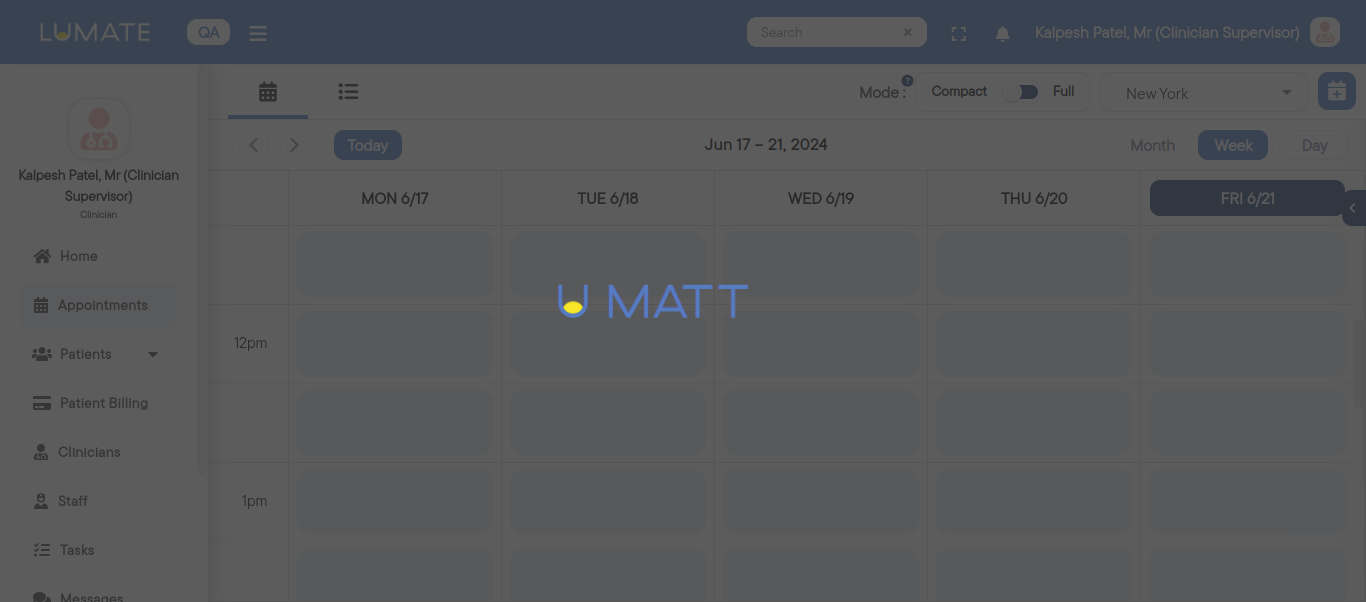 LUMATE
QA
Search
Kalpesh Patel, Mr (Clinician Supervisor)
Kalpesh Patel, Mr (Clinician
Supervisor)
Clinician
Home
Appointments
Patients
Patient Billing
Clinicians
Staff
Tasks
Messages
Mode : ?
Compact
Full
New York
Today
Jun 17 – 21, 2024
Month
Week
Day
MON 6/17
TUE 6/18
WED 6/19
THU 6/20
FRI 6/21
U MATT
12pm
1pm